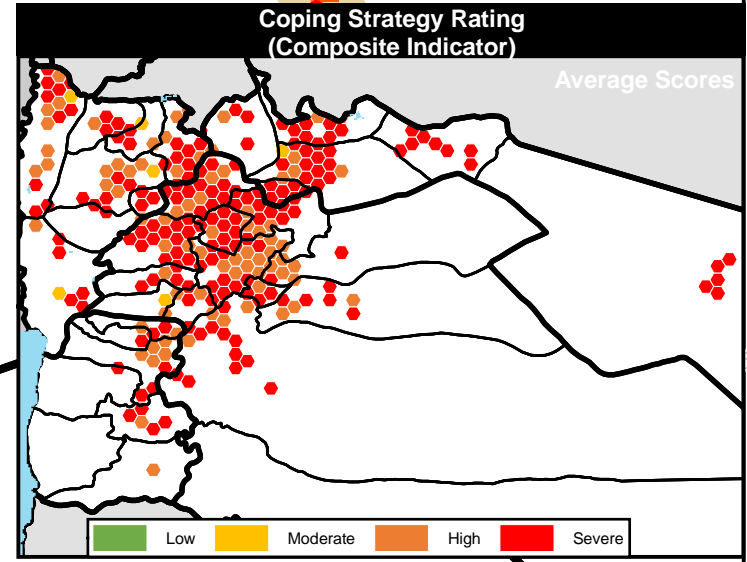 Coping Strategy Rating
(Composite Indicator)
Average Scores
Low
Moderate
High
Severe